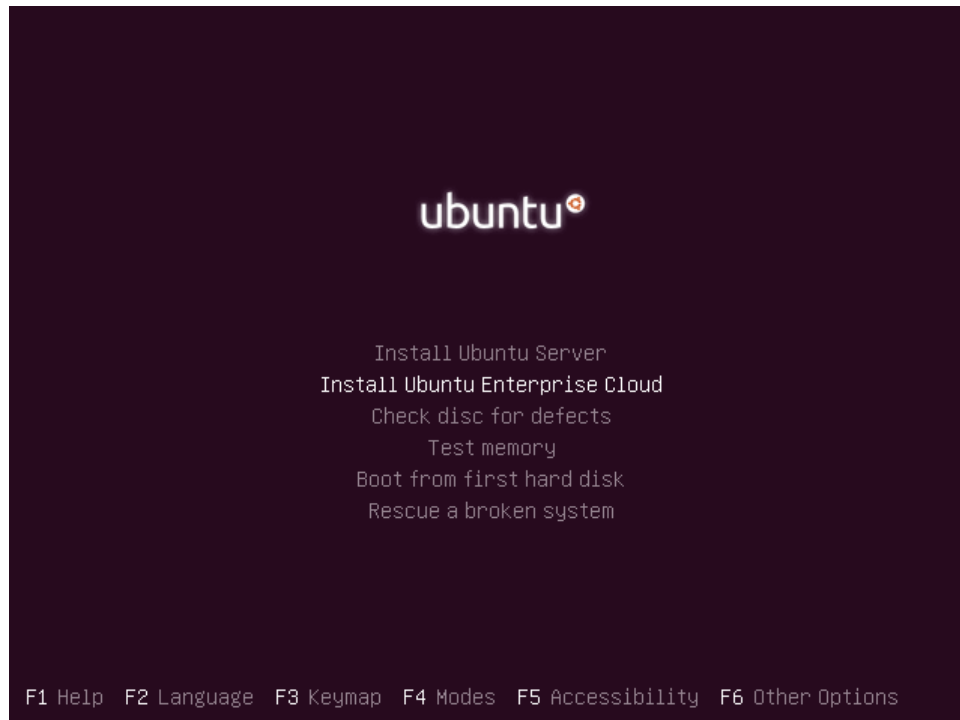 ubuntu
Install Ubuntu Server
Install Ubuntu Enterprise Cloud
Check disc for defects
Test memory
Boot from first hard disk
Rescue a broken system
F1 Help F2 Language F3 Keymap F4 Modes F5 Accessibility F6 Other Options